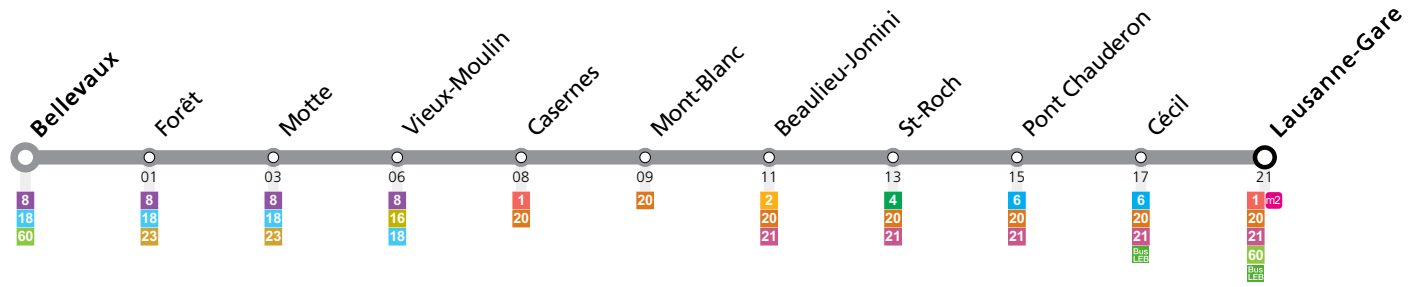 Bellevaux
Forêt
Motte
Vieux-Moulin
Casernes
Mont-Blanc
Beaulieu-Jomini
St-Roch
Pont Chauderon
Cécil
Lausanne-Gare
01 03 06 08 09 11 13 15 17 21
8 8 8 8 1 20 2 4 6 6 1 m2
18 18 18 16 20 20 20 20 20 20
60 23 23 18 21 21 21 21 21
Bus LEB 60
Bus LEB